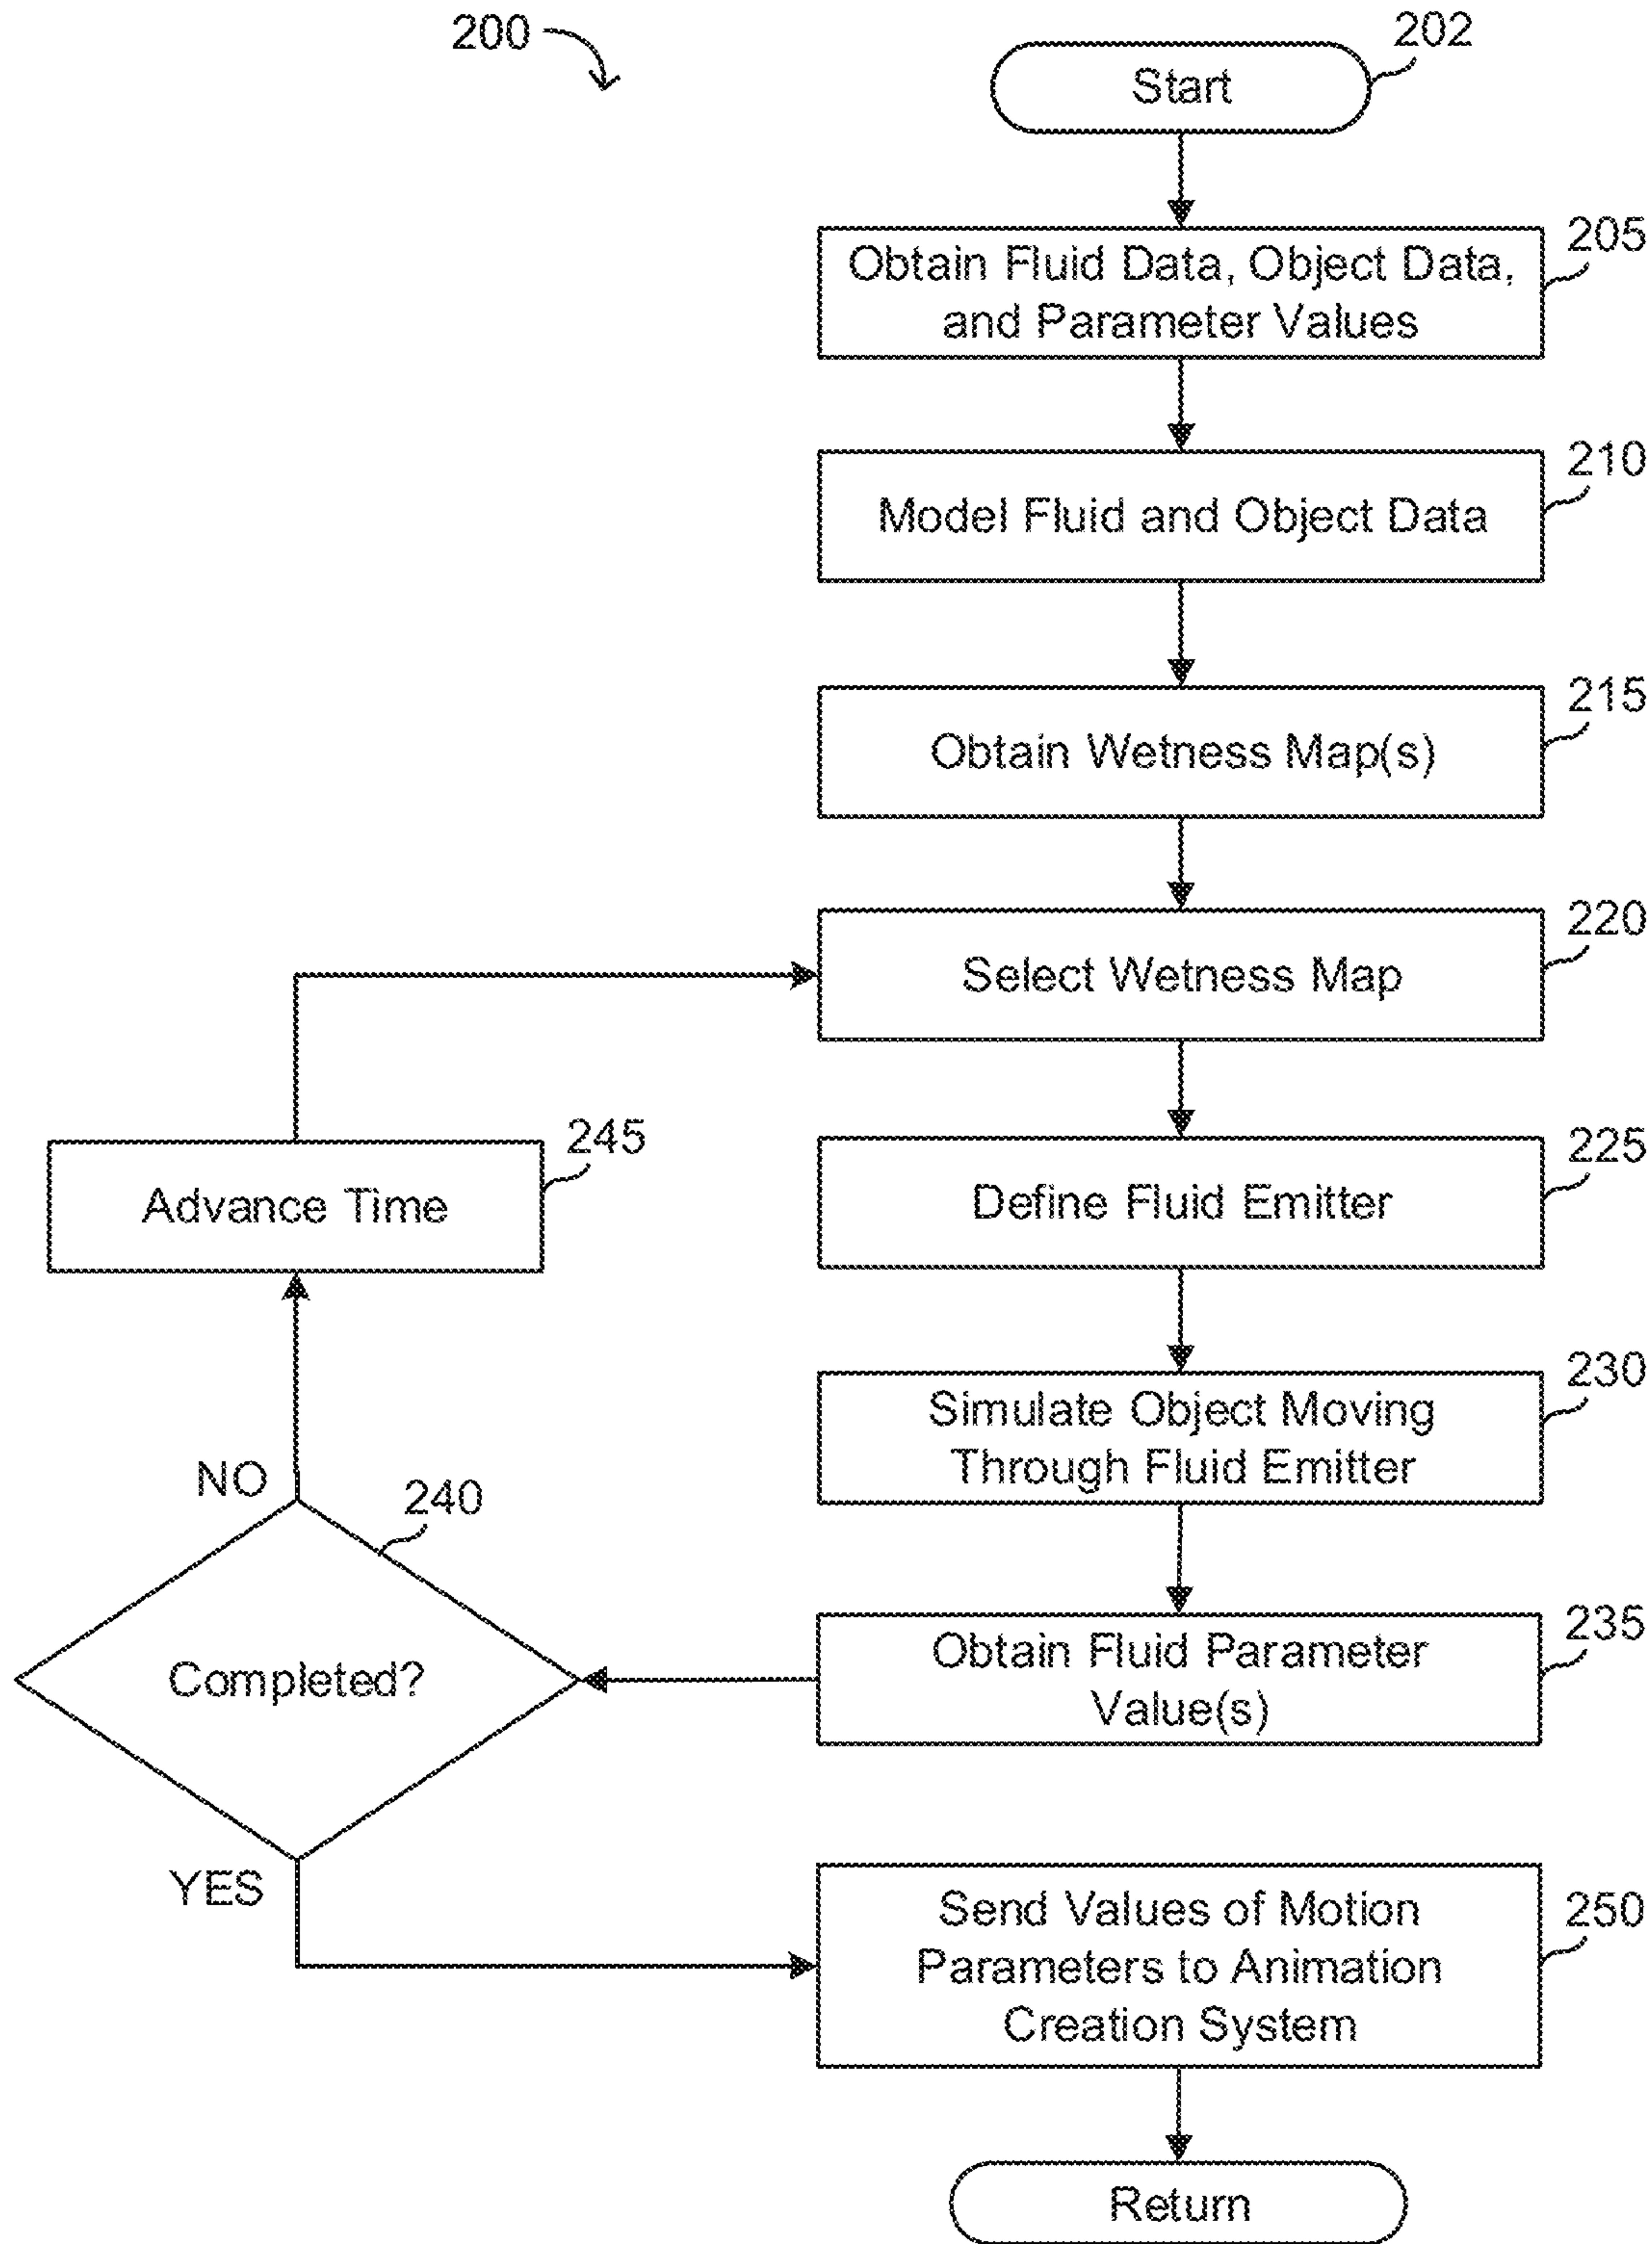 200
Start
202
Obtain Fluid Data, Object Data,
and Parameter Values
205
Model Fluid and Object Data
210
Obtain Wetness Map(s)
215
Select Wetness Map
220
Define Fluid Emitter
225
Simulate Object Moving
Through Fluid Emitter
230
Obtain Fluid Parameter
Value(s)
235
Completed?
240
NO
Advance Time
245
YES
Send Values of Motion
Parameters to Animation
Creation System
250
Return